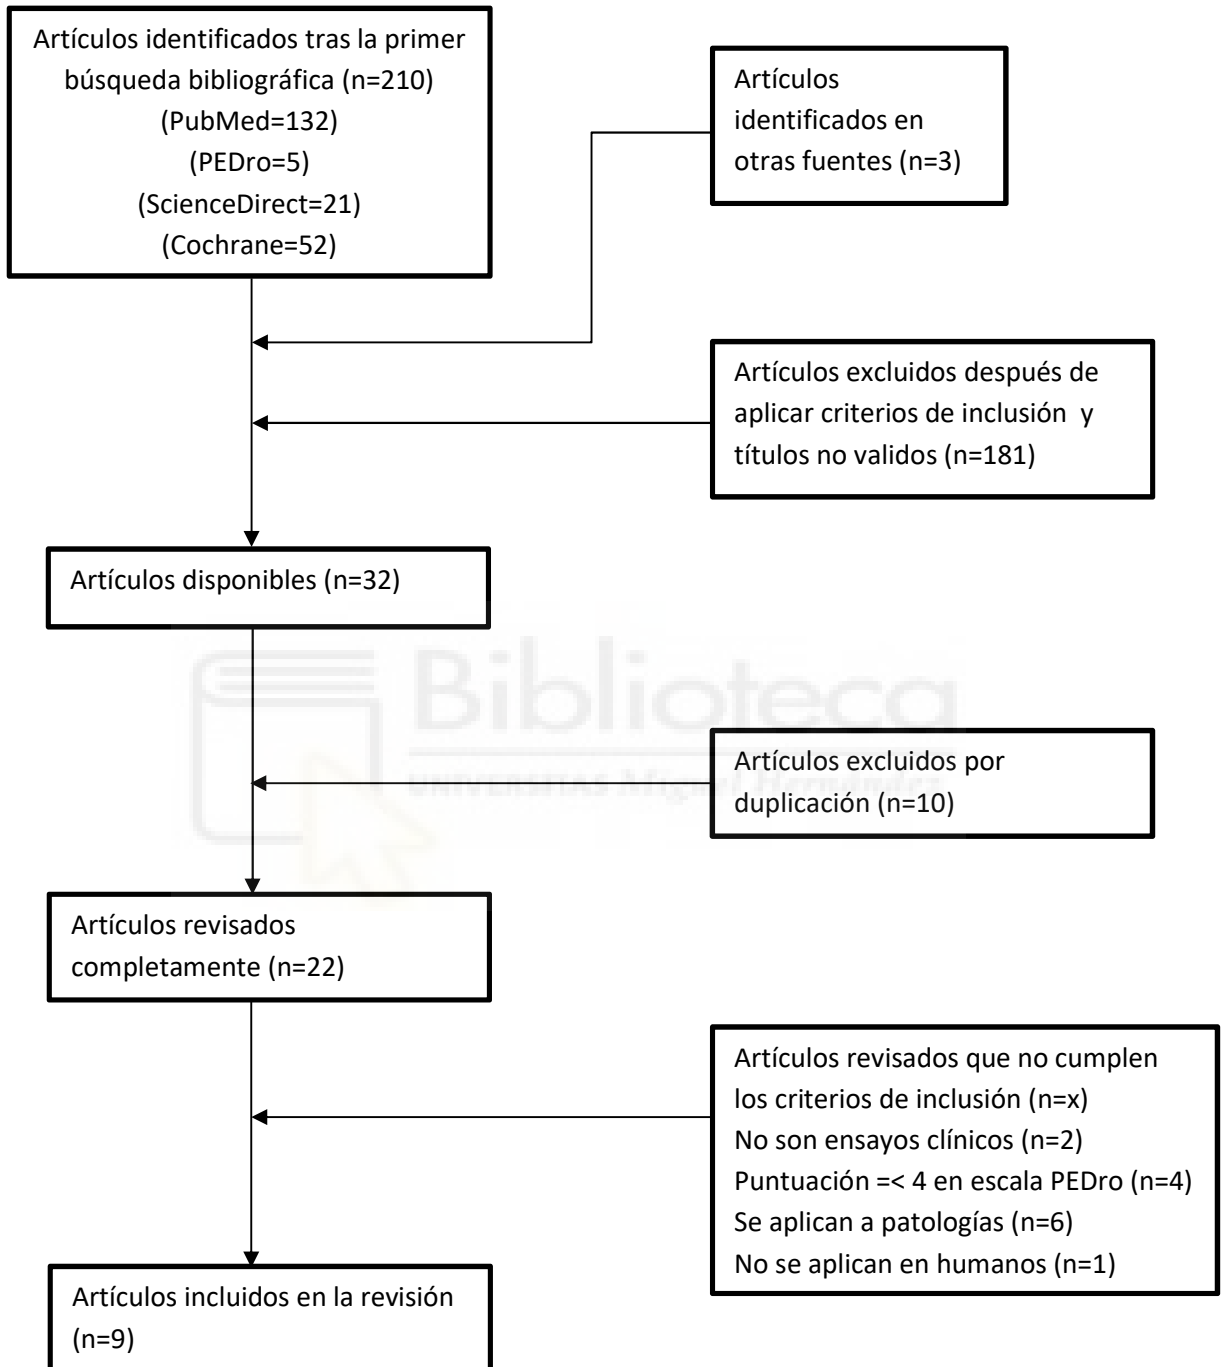 Artículos identificados tras la primer
búsqueda bibliográfica (n=210)
(PubMed=132)
(PEDro=5)
(ScienceDirect=21)
(Cochrane=52)
Artículos
identificados en
otras fuentes (n=3)
Artículos excluidos después de
aplicar criterios de inclusión y
títulos no validos (n=181)
Artículos disponibles (n=32)
Biblioteca
UNIVERSITAS Miguel Hernández
Artículos excluidos por
duplicación (n=10)
Artículos revisados
completamente (n=22)
Artículos revisados que no cumplen
los criterios de inclusión (n=x)
No son ensayos clínicos (n=2)
Puntuación =< 4 en escala PEDro (n=4)
Se aplican a patologías (n=6)
No se aplican en humanos (n=1)
Artículos incluidos en la revisión
(n=9)